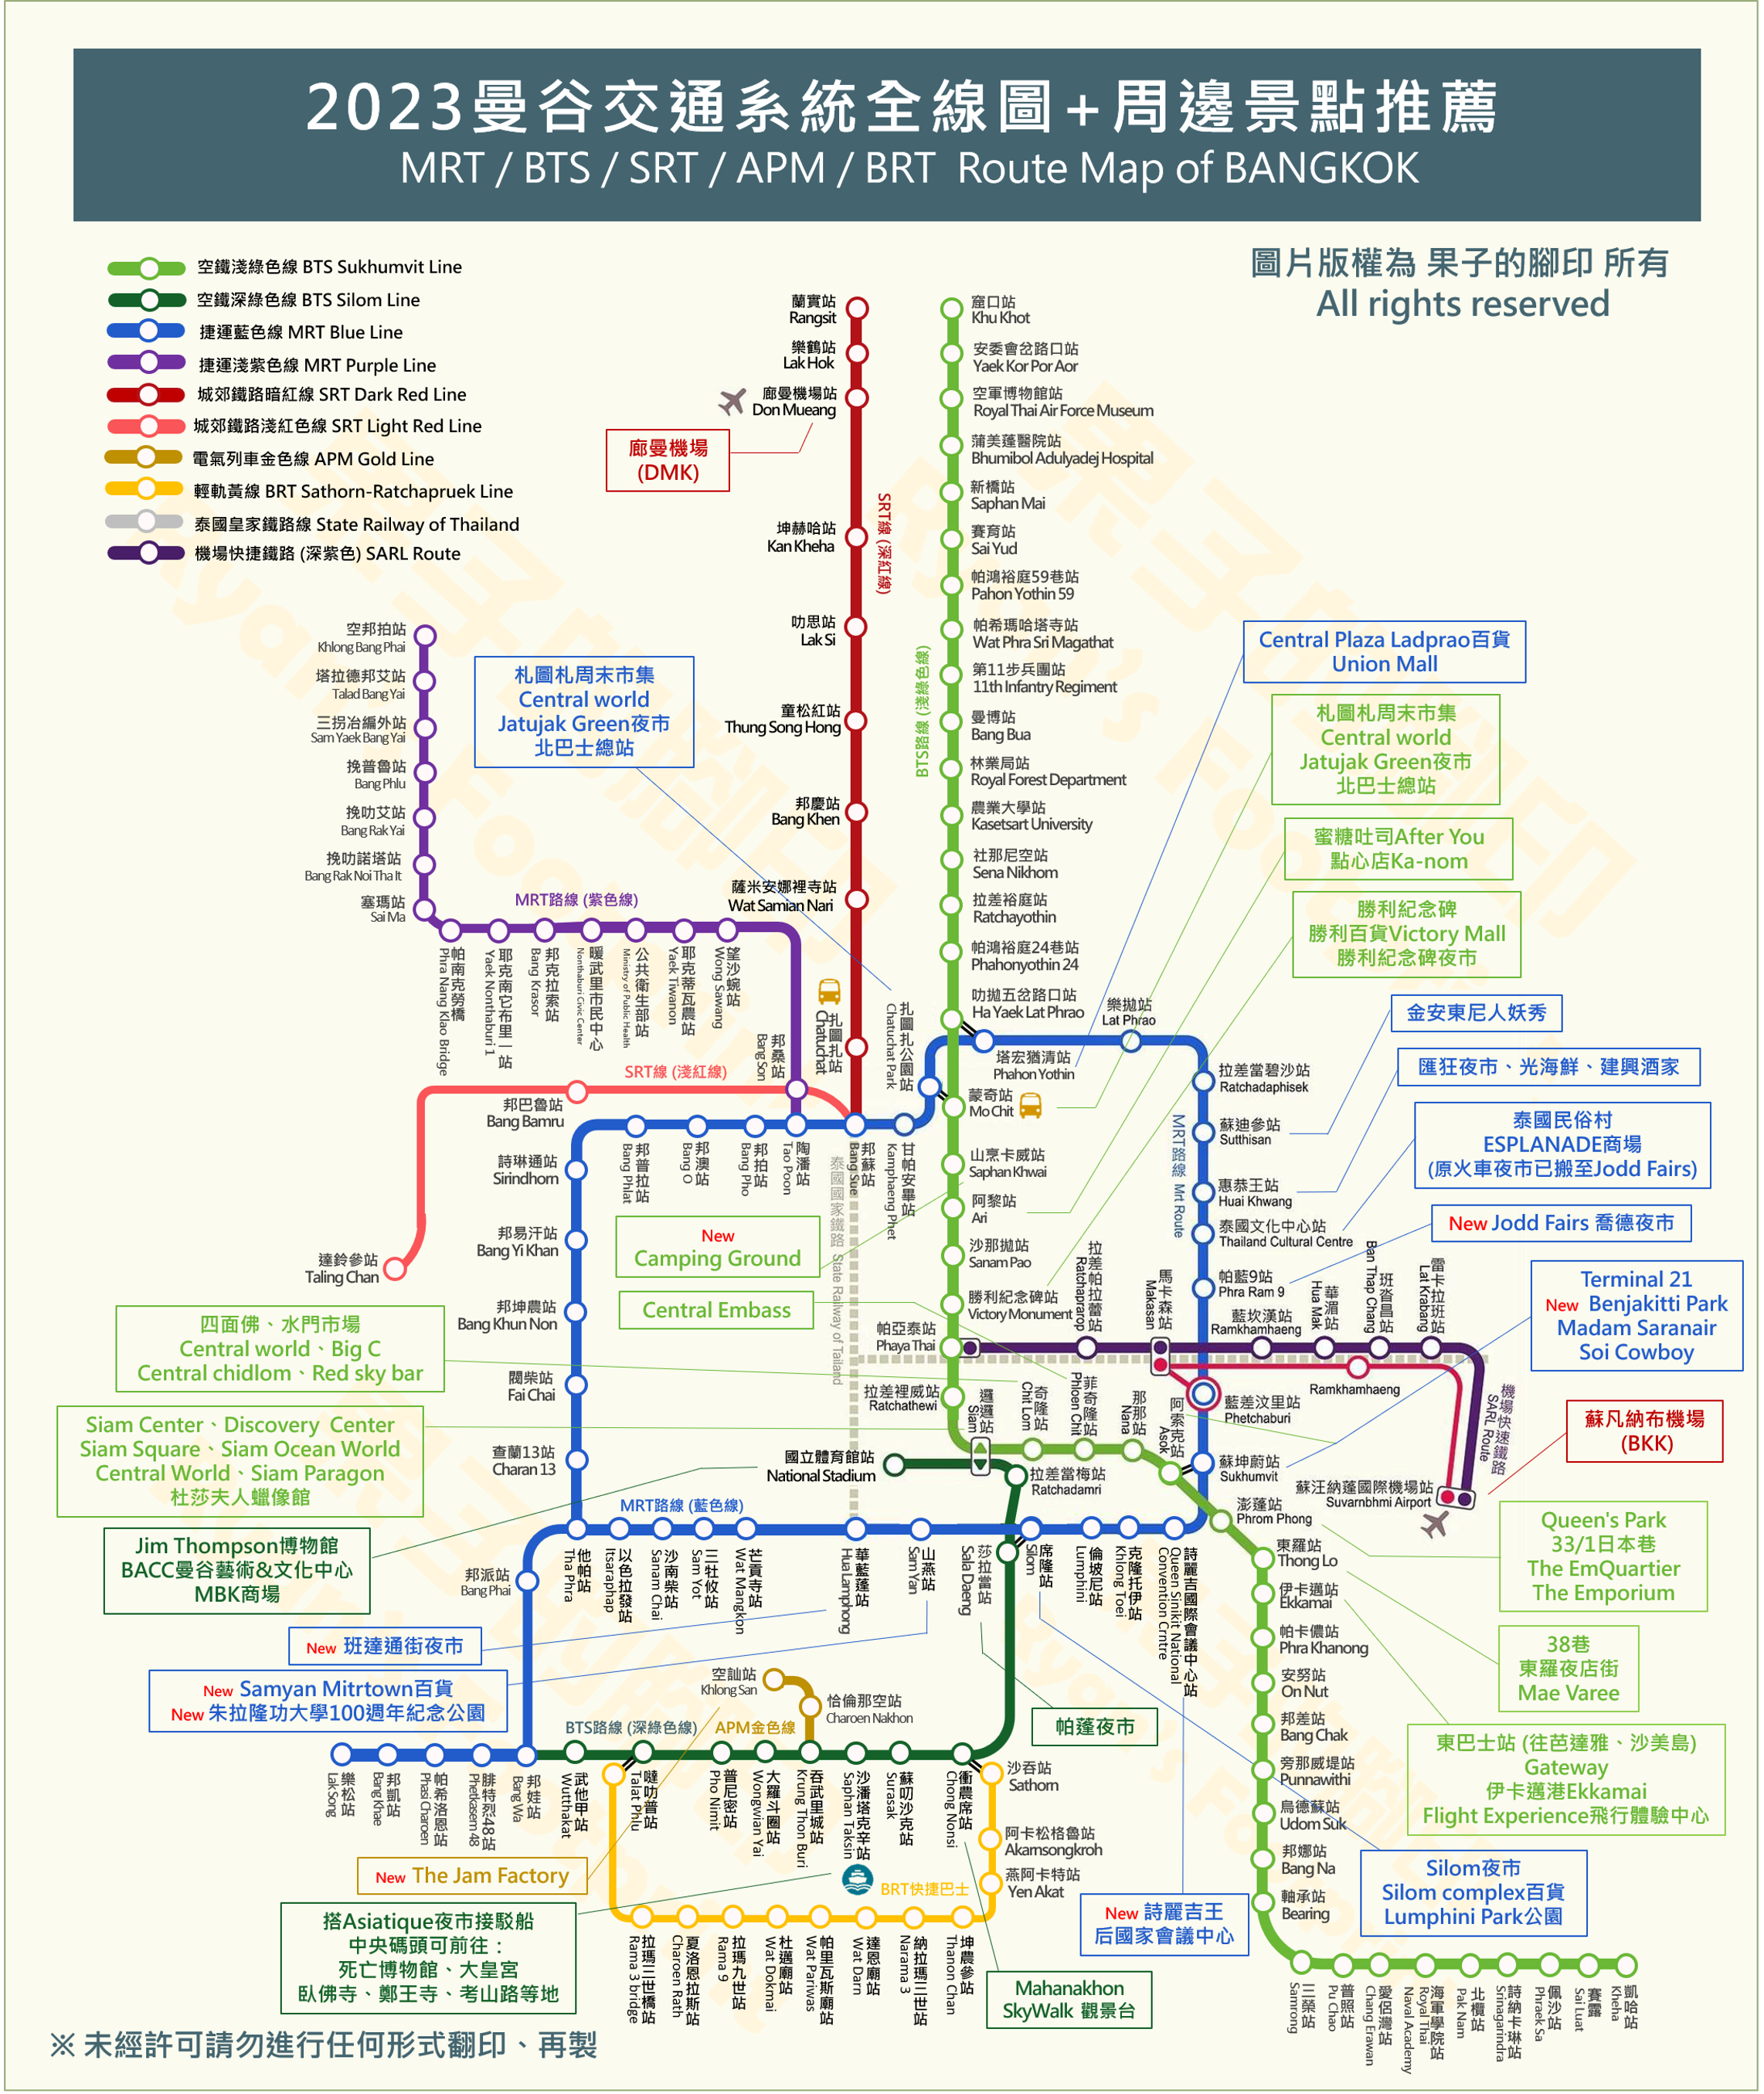 2023曼谷交通系統全線圖+周邊景點推薦
MRT / BTS / SRT / APM / BRT Route Map of BANGKOK
圖片版權為 果子的腳印 所有
All rights reserved
空鐵淺綠色線 BTS Sukhumvit Line
空鐵深綠色線 BTS Silom Line
捷運藍色線 MRT Blue Line
捷運淺紫色線 MRT Purple Line
城郊鐵路暗紅線 SRT Dark Red Line
城郊鐵路淺紅色線 SRT Light Red Line
電氣列車金色線 APM Gold Line
輕軌黃線 BRT Sathorn-Ratchapruek Line
泰國皇家鐵路線 State Railway of Thailand
機場快捷鐵路 (深紫色) SARL Route
蘭實站
Rangsit
樂鶴站
Lak Hok
廊曼機場站
Don Mueang
廊曼機場
(DMK)
坤赫哈站
Kan Kheha
叻思站
Lak Si
童松紅站
Thung Song Hong
邦慶站
Bang Khen
薩米安娜裡寺站
Wat Samian Nari
扎圖扎站
Chatuchat
SRT線 (深紅線)
窟口站
Khu Khot
安委會岔路口站
Yaek Kor Por Aor
空軍博物館站
Royal Thai Air Force Museum
蒲美蓬醫院站
Bhumibol Adulyadej Hospital
新橋站
Saphan Mai
賽育站
Sai Yud
帕鴻裕庭59巷站
Pahon Yothin 59
帕希瑪哈塔寺站
Wat Phra Sri Magathat
第11步兵團站
11th Infantry Regiment
曼博站
Bang Bua
林業局站
Royal Forest Department
農業大學站
Kasetsart University
社那尼空站
Sena Nikhom
拉差裕庭站
Ratchayothin
帕鴻裕庭24巷站
Phahonyothin 24
叻拋五岔路口站
Ha Yaek Lat Phrao
BTS路線 (淺綠色線)
蒙奇站
Mo Chit
山烹卡威站
Saphan Khwai
阿黎站
Ari
沙那拋站
Sanam Pao
勝利紀念碑站
Victory Monument
帕亞泰站
Phaya Thai
拉差裡威站
Ratchathewi
暹邏站
Siam
奇隆站
Chit Lom
菲奇隆站
Phloen Chit
那那站
Nana
阿索克站
Asok
澎蓬站
Phrom Phong
東羅站
Thong Lo
伊卡邁站
Ekkamai
帕卡儂站
Phra Khanong
安努站
On Nut
邦差站
Bang Chak
旁那威堤站
Punnawithi
烏德蘇站
Udom Suk
邦娜站
Bang Na
軸承站
Bearing
三榮站
Samrong
普照站
Pu Chao
愛侶灣站
Chang Erawan
海軍學院站
Royal Thai
Naval Academy
北欖站
Pak Nam
詩納卡琳站
Srinagarindra
佩沙站
Phraek Sa
賽露
Sai Luat
凱哈站
Kheha
空邦拍站
Khlong Bang Phai
塔拉德邦艾站
Talad Bang Yai
三拐冶編外站
Sam Yaek Bang Yai
挽普魯站
Bang Phlu
挽叻艾站
Bang Rak Yai
挽叻諾塔站
Bang Rak Noi Tha It
塞瑪站
Sai Ma
MRT路線 (紫色線)
帕南克勞橋
Phra Nang Klao Bridge
耶克南白布里一站
Yaek Nonthaburi 1
邦克拉索站
Bang Krasor
暖武里市民中心
Nonthaburi Civic Center
公共衛生部站
Ministry of Public Health
耶克蒂瓦農站
Yaek Tiwanon
望沙蜿站
Wong Sawang
邦桑站
Bang Son
SRT線 (淺紅線)
邦巴魯站
Bang Bamru
達鈴參站
Taling Chan
扎圖扎公園站
Chatuchat Park
塔宏猶清站
Phahon Yothin
樂拋站
Lat Phrao
拉差當碧沙站
Ratchadaphisek
蘇迪參站
Sutthisan
惠恭王站
Huai Khwang
泰國文化中心站
Thailand Cultural Centre
帕藍9站
Phra Ram 9
藍差汶里站
Phetchaburi
蘇坤蔚站
Sukhumvit
MRT路線 Mrt Route
邦普拉站
Bang Phlat
邦澳站
Bang O
邦拍站
Bang Pho
陶潘站
Tao Poon
邦蘇站
Bang Sue
甘帕安畢站
Kamphaeng Phet
詩琳通站
Sirindhorn
邦易汗站
Bang Yi Khan
邦坤農站
Bang Khun Non
閥柴站
Fai Chai
查蘭13站
Charan 13
MRT路線 (藍色線)
邦派站
Bang Phai
他帕站
Tha Phra
以色拉發站
Itsaraphap
沙南柴站
Sanam Chai
三牡攸站
Sam Yot
芒貢寺站
Wat Mangkon
華藍蓬站
Hua Lamphong
山燕站
SamYan
莎拉當站
Sala Daeng
席隆站
Silom
倫坡尼站
Lumphini
克隆托伊站
Khlong Toei
詩麗吉國際會議中心站
Queen Sinikit National
Convention Crntre
泰國國家鐵路 State Railway of Tailand
拉差帕拉蕾站
Ratchaprarop
馬卡森站
Makasan
藍坎漢站
Ramkhamhaeng
華湄站
Hua Mak
班沓昌站
Ban Thap Chang
雷卡拉班站
Lat Krabang
Ramkhamhaeng
機場快速鐵路
SARL Route
蘇汪納蓬國際機場站
Suvarnbhmi Airport
蘇凡納布機場
(BKK)
國立體育館站
National Stadium
拉差當梅站
Ratchadamri
空訕站
Khlong San
恰倫那空站
Charoen Nakhon
APM金色線
BTS路線 (深綠色線)
樂松站
Lak Song
邦凱站
Bang Khae
帕希洛恩站
Phasi Charoen
腓特烈48站
Phetkasem 48
邦娃站
Bang Wa
武他甲站
Wutthakat
噠叻普站
Talat Phlu
普尼密站
Pho Nimit
大羅斗圈站
Wongwian Yai
吞武里城站
Krung Thon Buri
沙潘塔克辛站
Saphan Taksin
蘇叻沙克站
Surasak
衝農席站
Chong Nonsi
沙吞站
Sathorn
阿卡松格魯站
Akarnsongkroh
燕阿卡特站
Yen Akat
BRT快捷巴士
拉瑪三世橋站
Rama 3 bridge
夏洛恩拉斯站
Charoen Rath
拉瑪九世站
Rama 9
杜邁廟站
Wat Dokmai
帕里瓦斯廟站
Wat Pariwas
達恩廟站
Wat Darn
納拉瑪三世站
Narama 3
坤農參站
Thanon Chan
札圖札周末市集
Central world
Jatujak Green夜市
北巴士總站
Central Plaza Ladprao百貨
Union Mall
札圖札周末市集
Central world
Jatujak Green夜市
北巴士總站
蜜糖吐司After You
點心店Ka-nom
勝利紀念碑
勝利百貨Victory Mall
勝利紀念碑夜市
金安東尼人妖秀
匯狂夜市、光海鮮、建興酒家
泰國民俗村
ESPLANADE商場
(原火車夜市已搬至Jodd Fairs)
New Jodd Fairs 喬德夜市
Terminal 21
New Benjakitti Park
Madam Saranair
Soi Cowboy
New
Camping Ground
Central Embass
四面佛、水門市場
Central world、Big C
Central chidlom、Red sky bar
Siam Center、Discovery Center
Siam Square、Siam Ocean World
Central World、Siam Paragon
杜莎夫人蠟像館
Jim Thompson博物館
BACC曼谷藝術&文化中心
MBK商場
New 班達通街夜市
New Samyan Mitrtown百貨
New 朱拉隆功大學100週年紀念公園
帕蓬夜市
Queen's Park
33/1日本巷
The EmQuartier
The Emporium
38巷
東羅夜店街
Mae Varee
東巴士站 (往芭達雅、沙美島)
Gateway
伊卡邁港Ekkamai
Flight Experience飛行體驗中心
Silom夜市
Silom complex百貨
Lumphini Park公園
New 詩麗吉王
后國家會議中心
Mahanakhon
SkyWalk 觀景台
New The Jam Factory
搭Asiatique夜市接駁船
中央碼頭可前往：
死亡博物館、大皇宮
臥佛寺、鄭王寺、考山路等地
※ 未經許可請勿進行任何形式翻印、再製